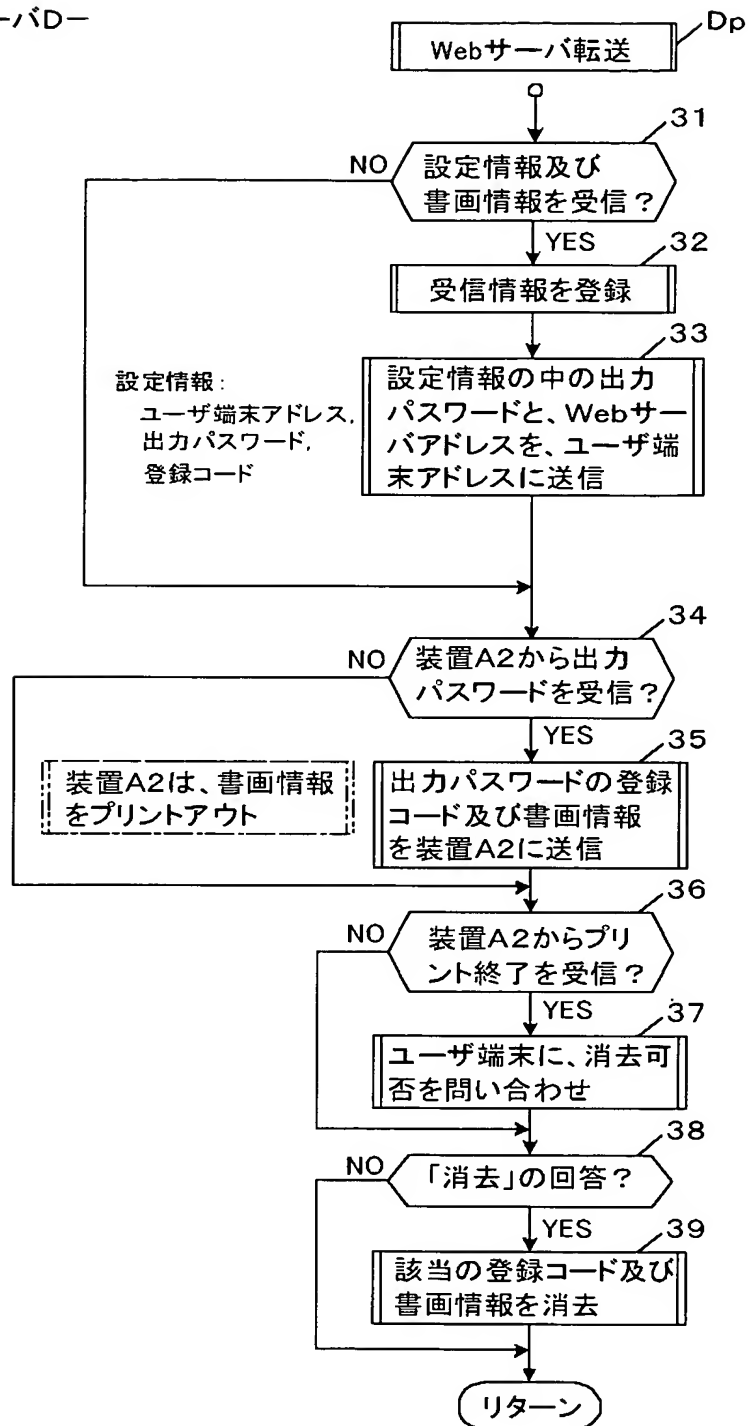 ーバD－
Dp
Webサーバ転送
31
NO
設定情報及び
書画情報を受信？
YES
32
受信情報を登録
33
設定情報：
ユーザ端末アドレス，
出力パスワード，
登録コード
設定情報の中の出力
パスワードと、Webサー
バアドレスを、ユーザ端
末アドレスに送信
34
NO
装置A2から出力
パスワードを受信？
YES
35
装置A2は、書画情報
をプリントアウト
出力パスワードの登録
コード及び書画情報
を装置A2に送信
36
NO
装置A2からプリ
ント終了を受信？
YES
37
ユーザ端末に、消去可
否を問い合わせ
38
NO
「消去」の回答？
YES
39
該当の登録コード及び
書画情報を消去
リターン